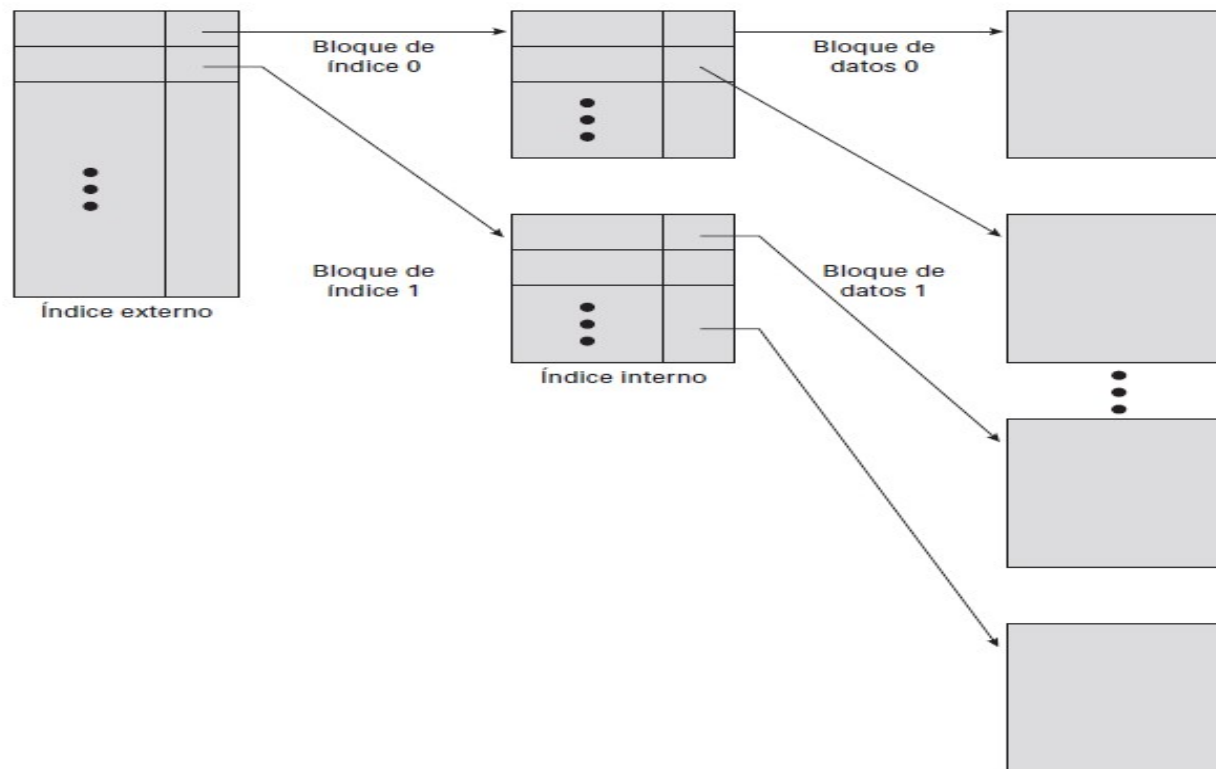 Bloque de
índice 0
Bloque de
datos 0
Bloque de
índice 1
Bloque de
datos 1
Índice externo
Índice interno